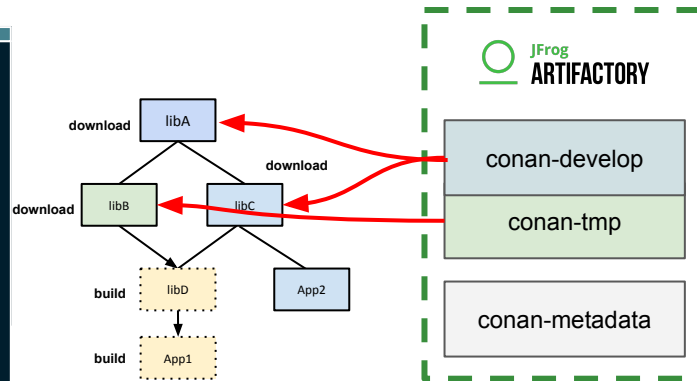 JFrog
ARTIFACTORY
download
libA
download
conan-develop
download
libB
libC
conan-tmp
build
libD
App2
conan-metadata
build
App1